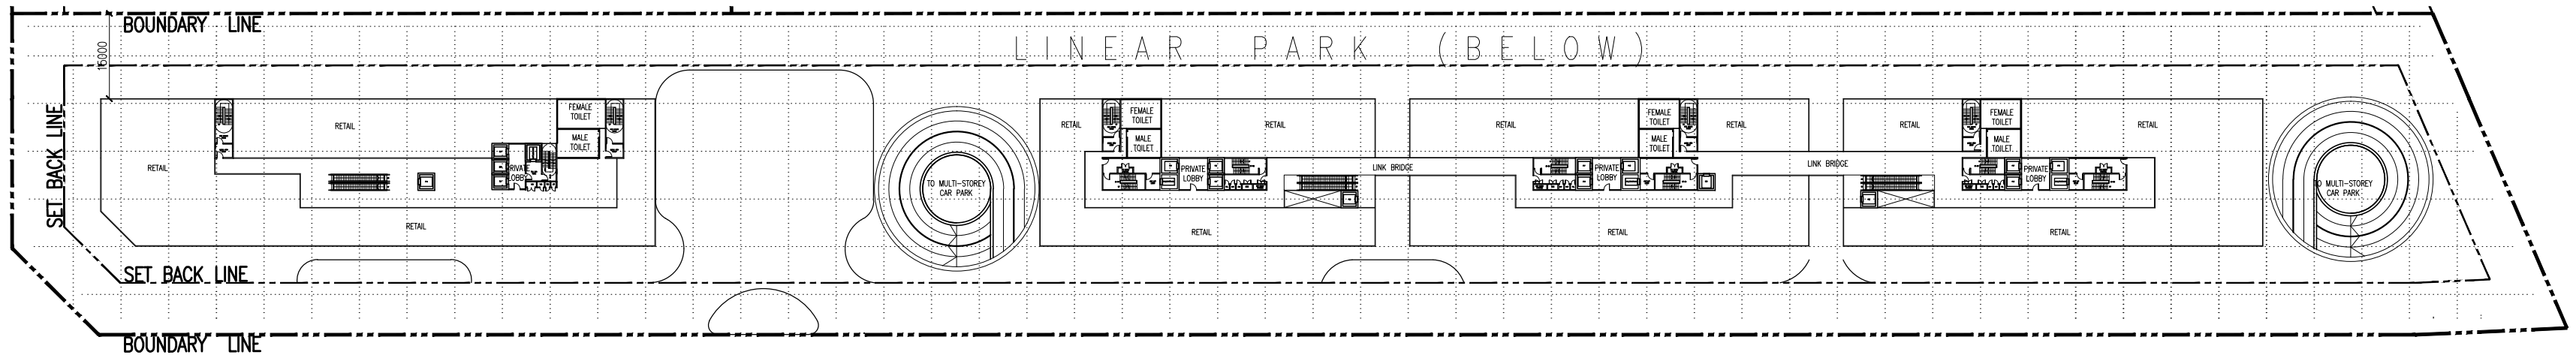 BOUNDARY LINE
15000
LINEAR PARK (BELOW)
SET BACK LINE
RETAIL
RETAIL
FEMALE
TOILET
MALE
TOILET
PRIVATE
LOBBY
RETAIL
TO MULTI-STOREY
CAR PARK
RETAIL
FEMALE
TOILET
MALE
TOILET
RETAIL
PRIVATE
LOBBY
RETAIL
LINK BRIDGE
RETAIL
FEMALE
TOILET
MALE
TOILET
RETAIL
PRIVATE
LOBBY
RETAIL
LINK BRIDGE
RETAIL
FEMALE
TOILET
MALE
TOILET
RETAIL
PRIVATE
LOBBY
RETAIL
TO MULTI-STOREY
CAR PARK
SET BACK LINE
BOUNDARY LINE